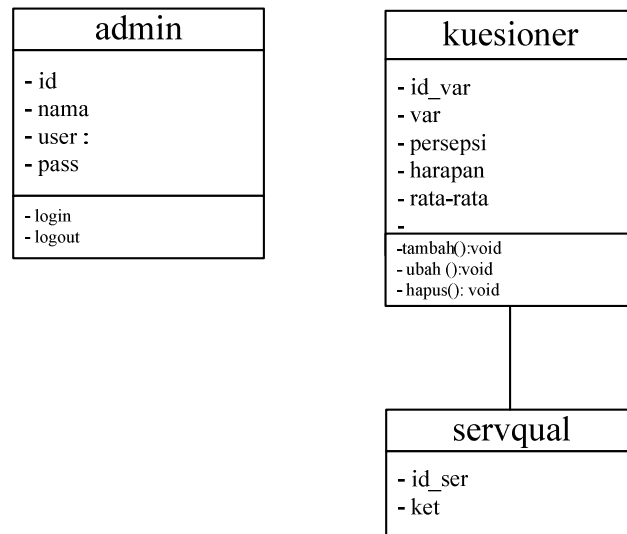 admin
- id
- nama
- user :
- pass
- login
- logout
kuesioner
- id_var
- var
- persepsi
- harapan
- rata-rata
-
-tambah():void
- ubah ():void
- hapus(): void
servqual
- id_ser
- ket